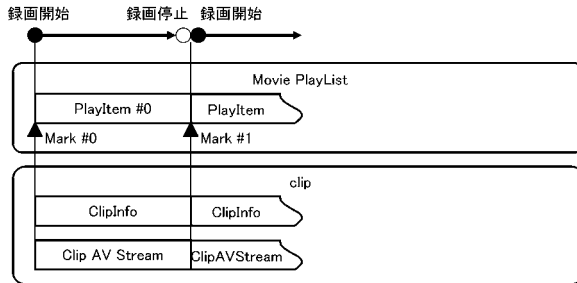 録画開始 録画停止 録画開始
Movie PlayList
PlayItem #0 PlayItem
Mark #0 Mark #1
clip
ClipInfo ClipInfo
Clip AV Stream ClipAVStream